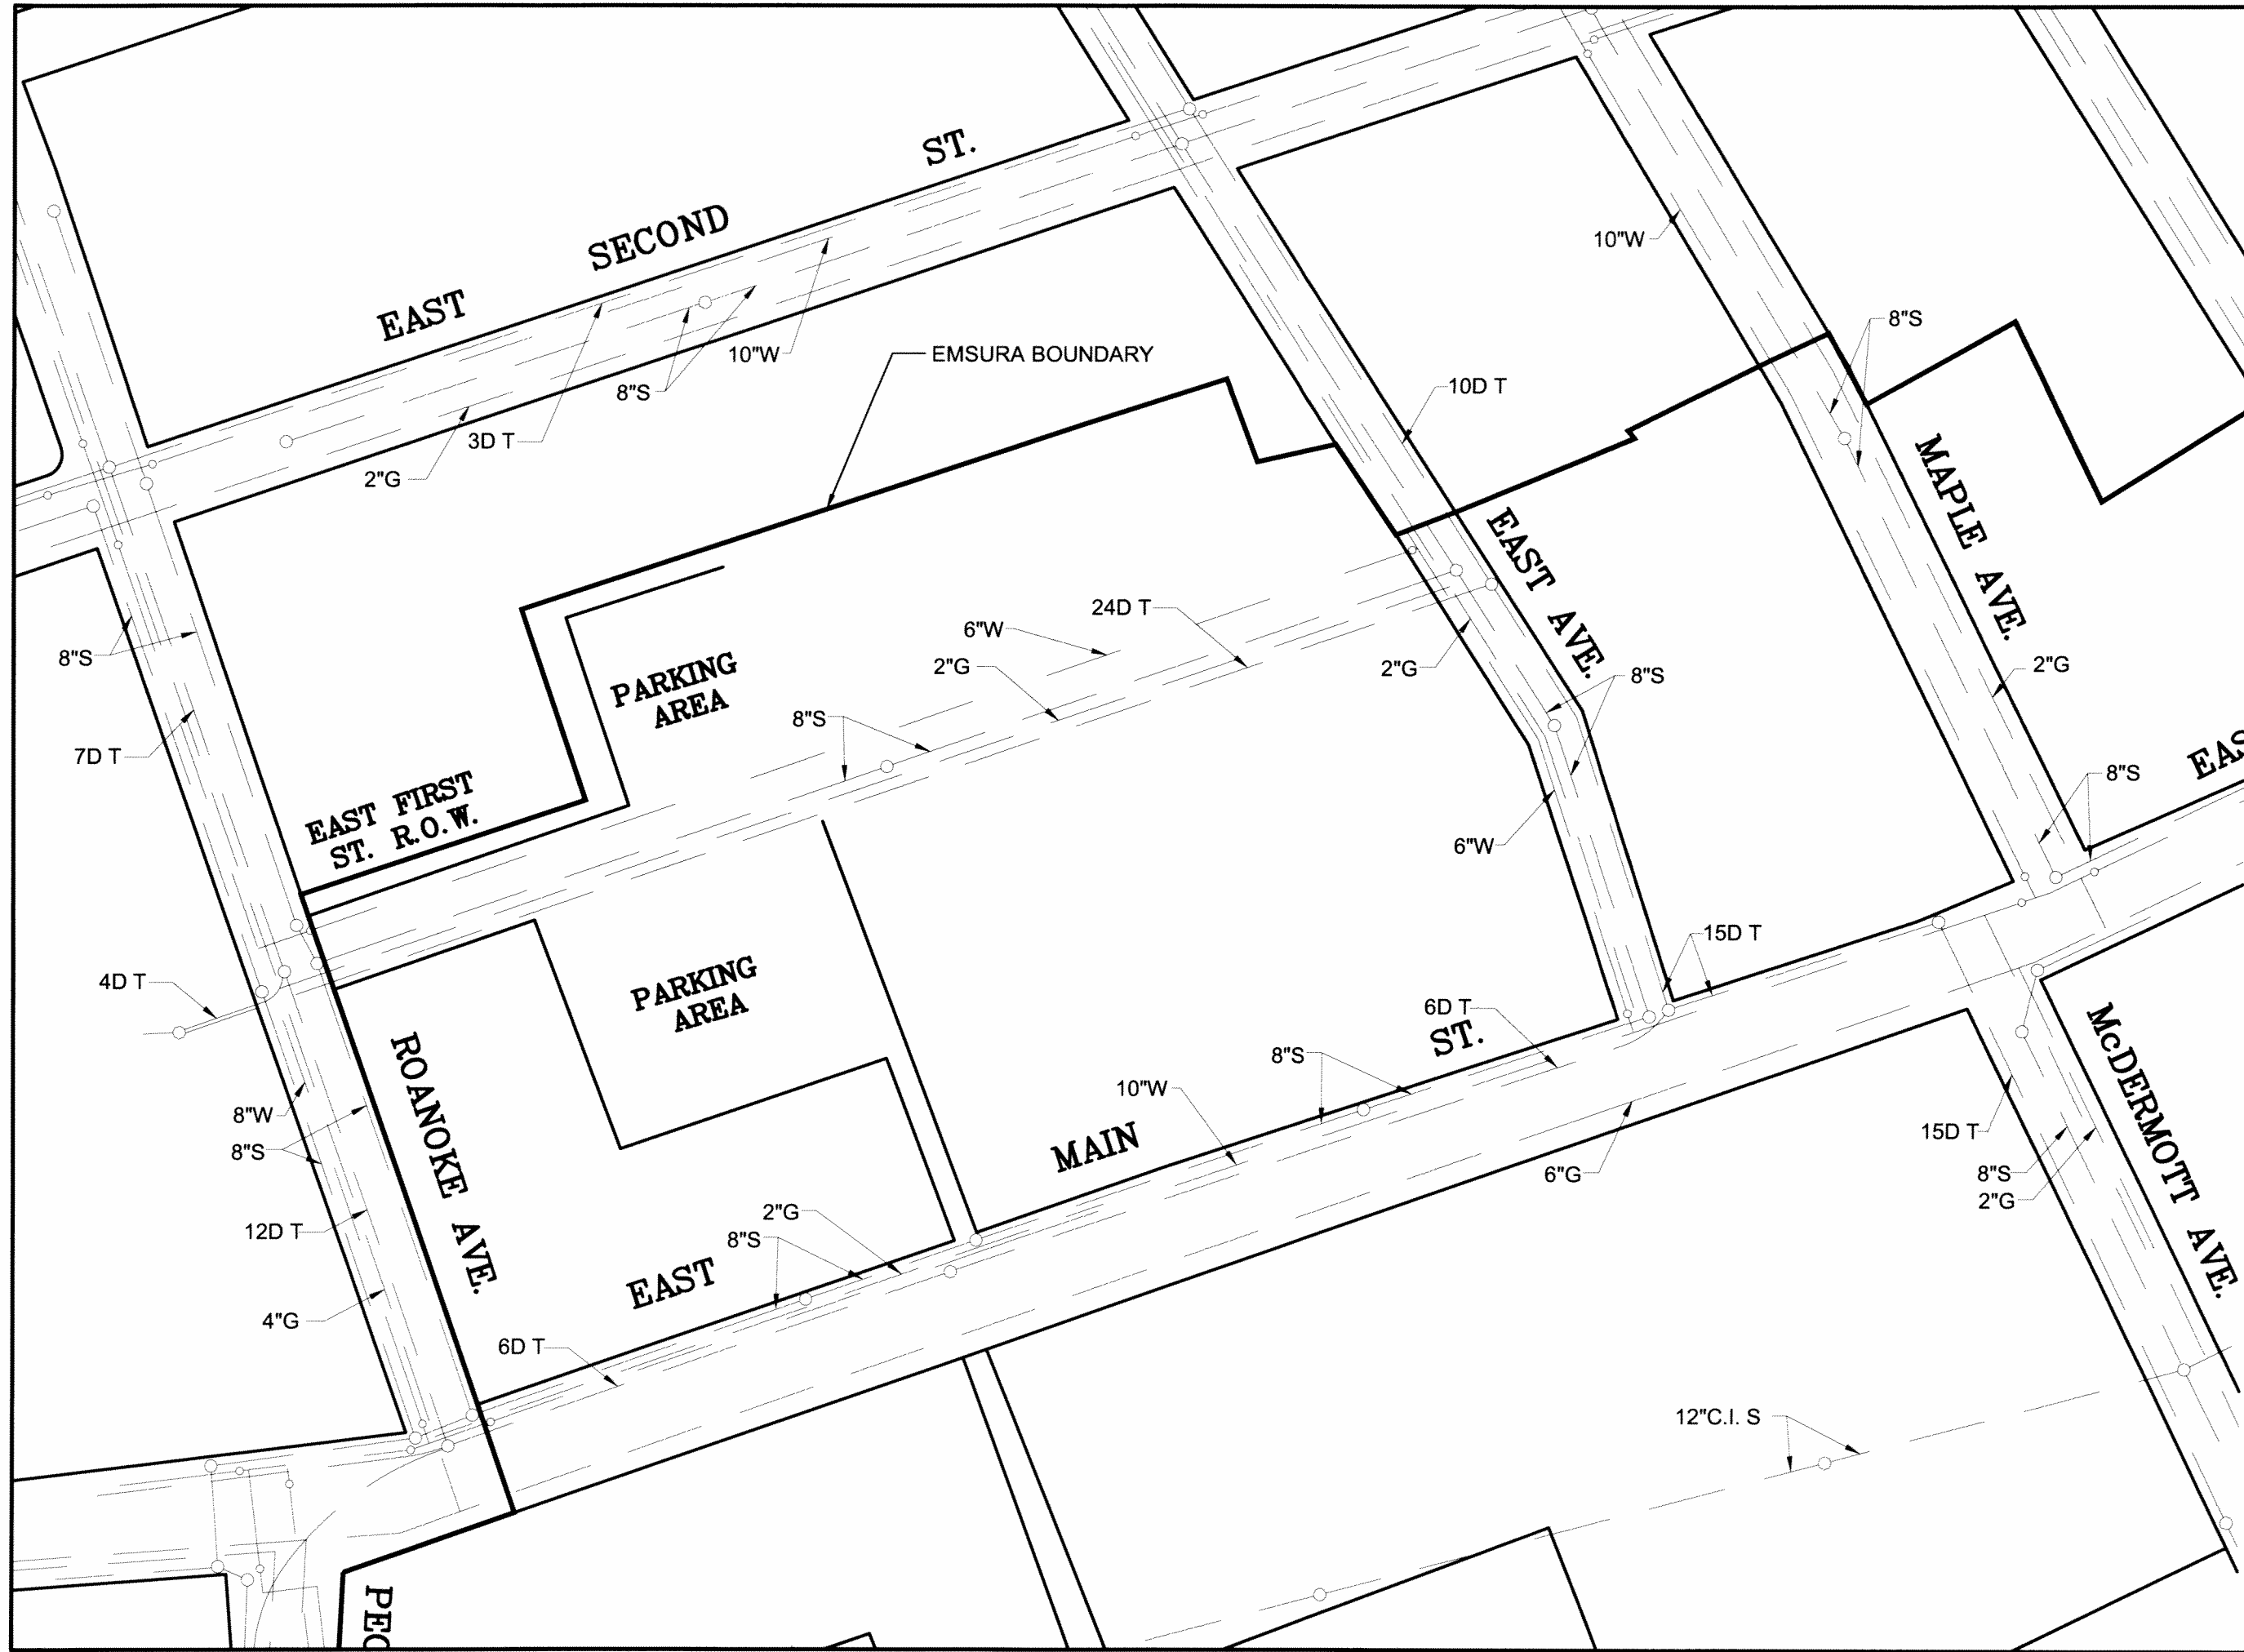 EAST SECOND ST.
10"W
8"S
EMSURA BOUNDARY
10"W
8"S
10D T
3D T
2"G
MAPLE AVE.
EAST AVE.
24D T
6"W
2"G
2"G
8"S
2"G
8"S
PARKING
AREA
8"S
7D T
EAST FIRST
ST. R.O.W.
8"S
EAS
6"W
15D T
4D T
PARKING
AREA
6D T
ROANOKE AVE.
8"S
10"W
8"W
8"S
McDERMOTT AVE.
15D T
8"S
2"G
6"G
EAST MAIN ST.
2"G
8"S
12D T
4"G
6D T
12"C.I. S
PEC